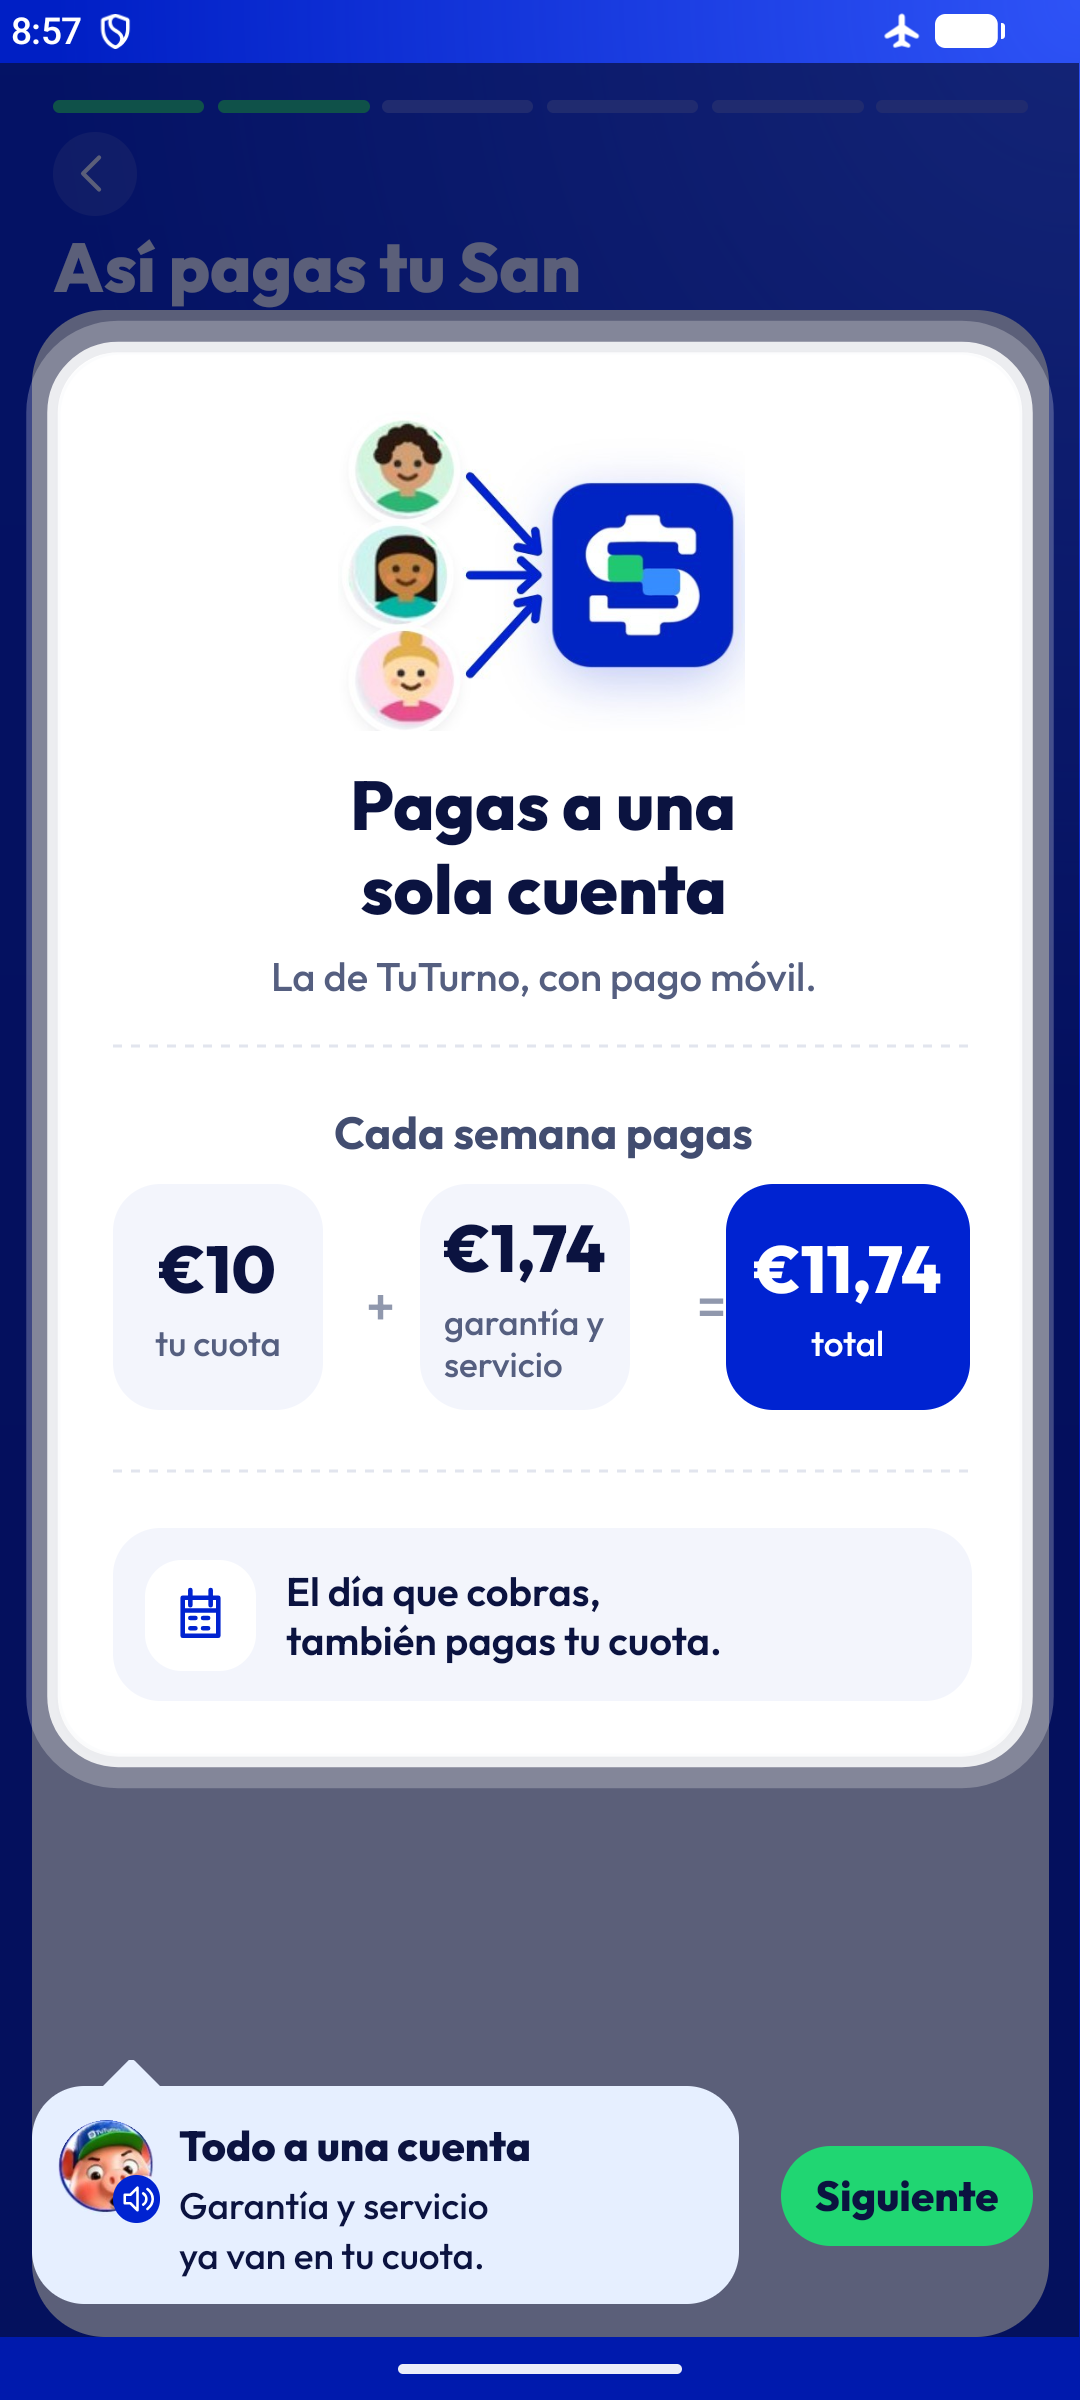 8:57
Así pagas tu San
Pagas a una
sola cuenta
La de TuTurno, con pago móvil.
Cada semana pagas
€10
tu cuota
+
€1,74
garantía y
servicio
=
€11,74
total
El día que cobras,
también pagas tu cuota.
Todo a una cuenta
Garantía y servicio
ya van en tu cuota.
Siguiente